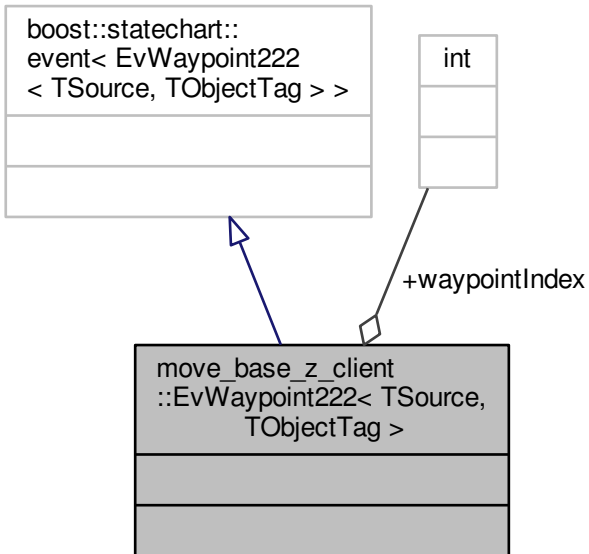 boost::statechart::
event< EvWaypoint222
< TSource, TObjectTag > >
int
+waypointIndex
move_base_z_client
::EvWaypoint222< TSource,
TObjectTag >